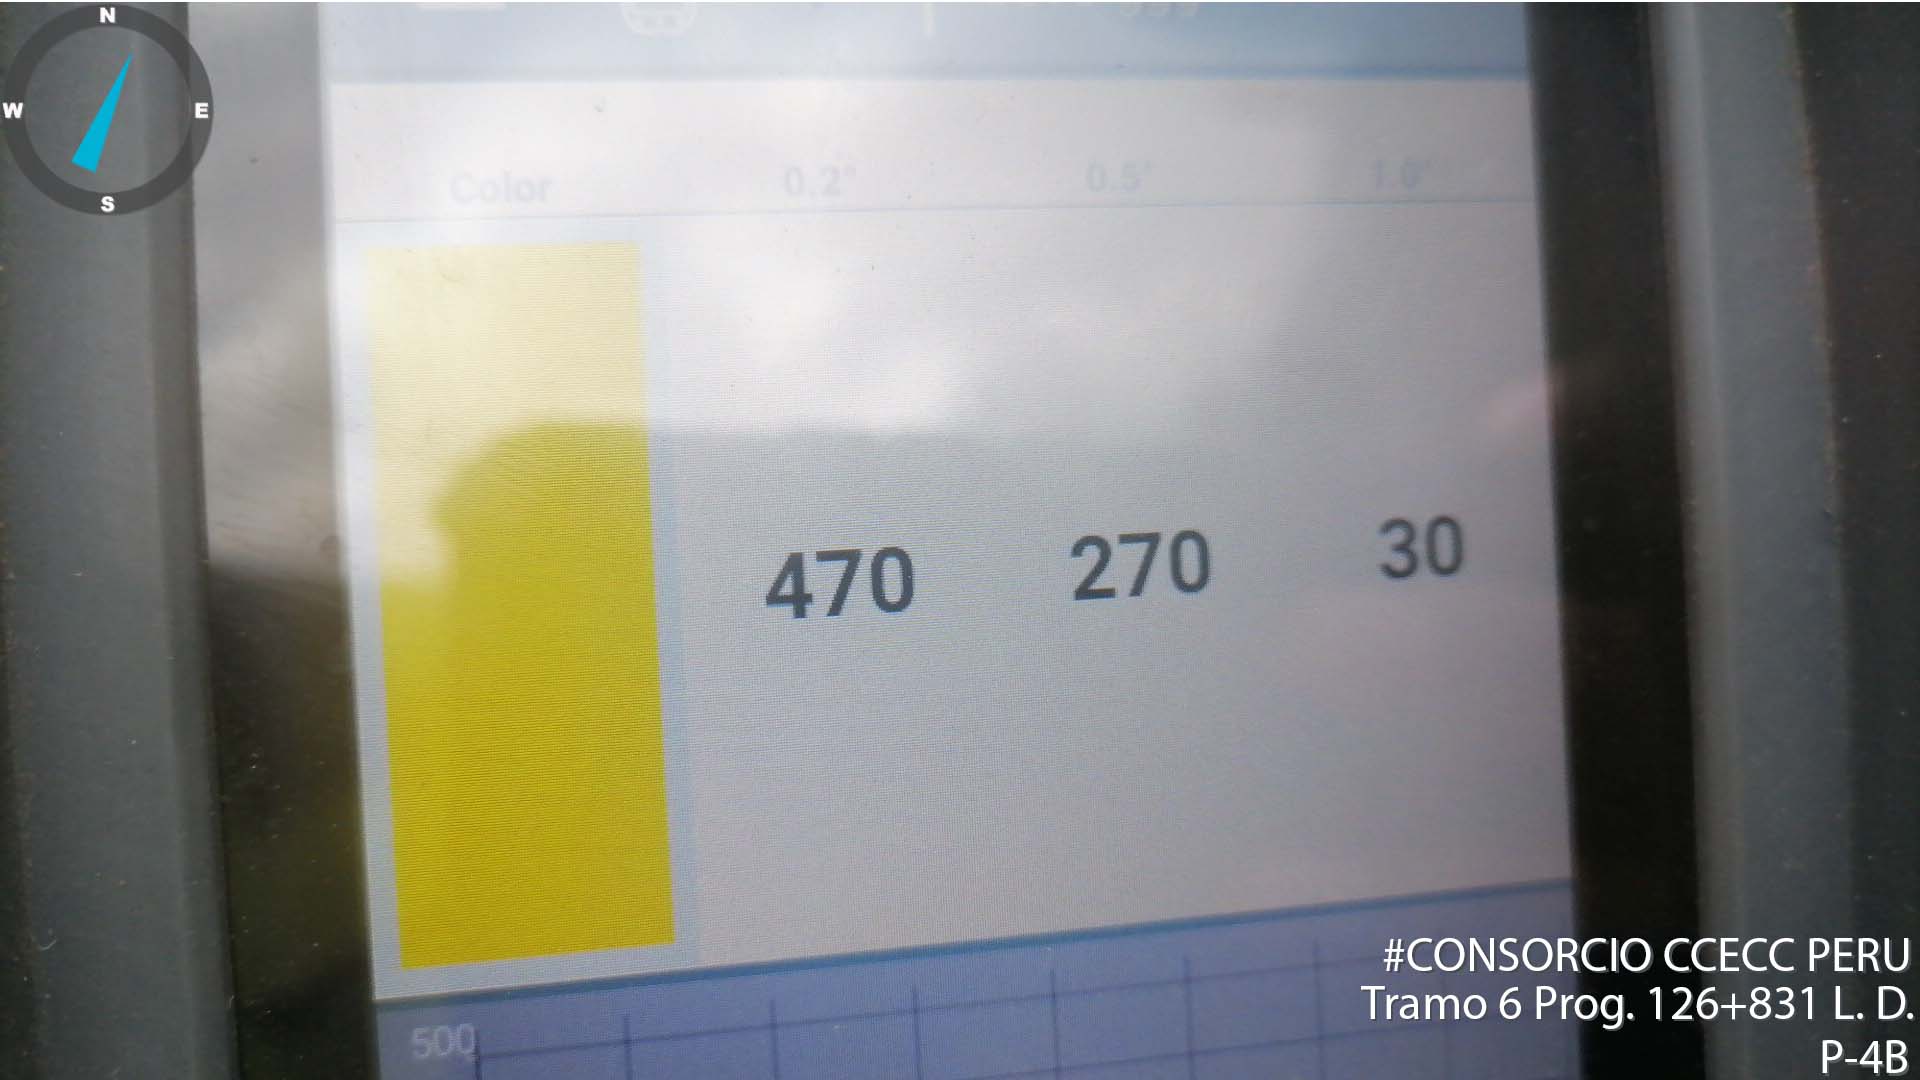 N
W E
S
Color 0.2° 0.5° 1.0°
470 270 30
500
#CONSORCIO CCECC PERU
Tramo 6 Prog. 126+831 L. D.
P-4B